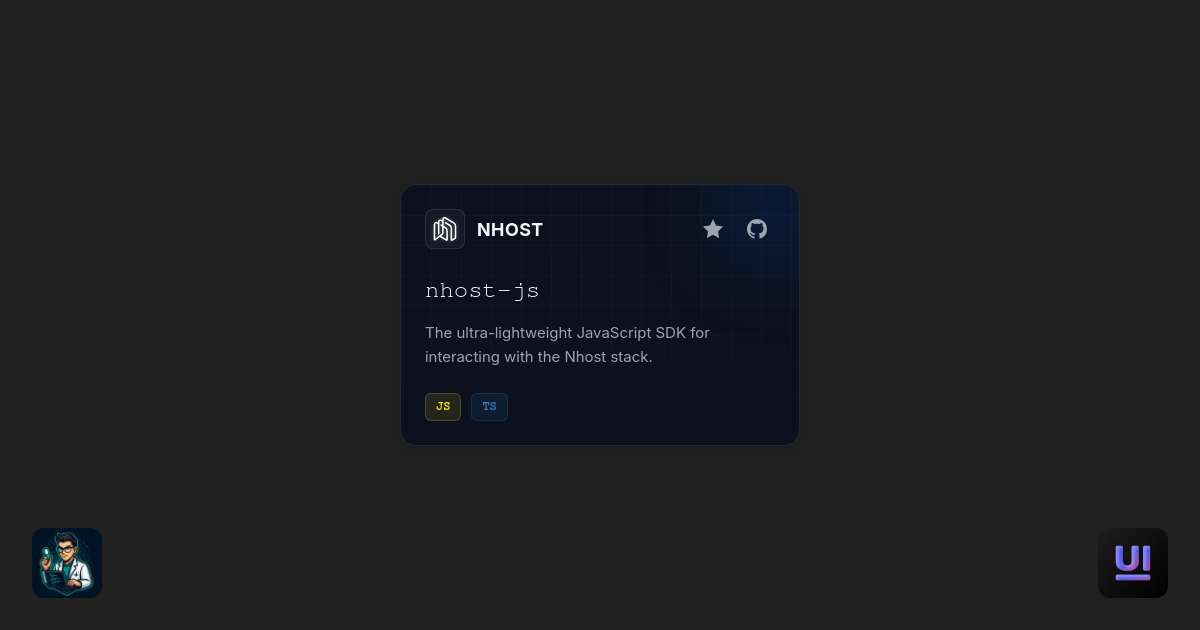 NHOST
nhost-js
The ultra-lightweight JavaScript SDK for
interacting with the Nhost stack.
JS
TS
UI